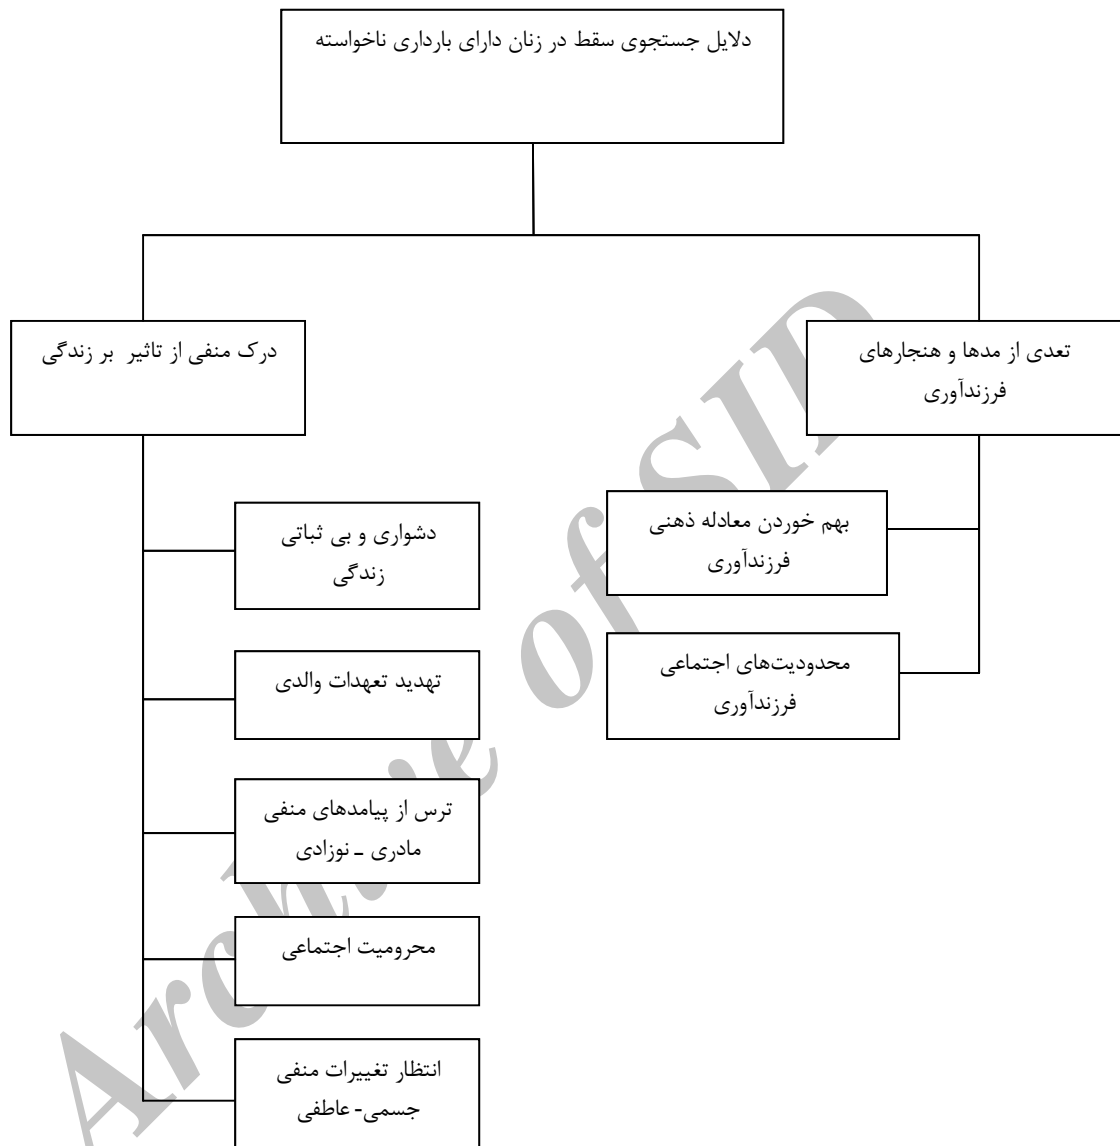 دلایل جستجوی سقط در زنان دارای بارداری ناخواسته
تعدی از مدها و هنجارهای
فرزندآوری
بهم خوردن معادله ذهنی
فرزندآوری
محدودیت‌های اجتماعی
فرزندآوری
درک منفی از تاثیر بر زندگی
دشواری و بی ثباتی
زندگی
تهدید تعهدات والدی
ترس از پیامدهای منفی
مادری ـ نوزادی
محرومیت اجتماعی
انتظار تغییرات منفی
جسمی- عاطفی
Archive of SID